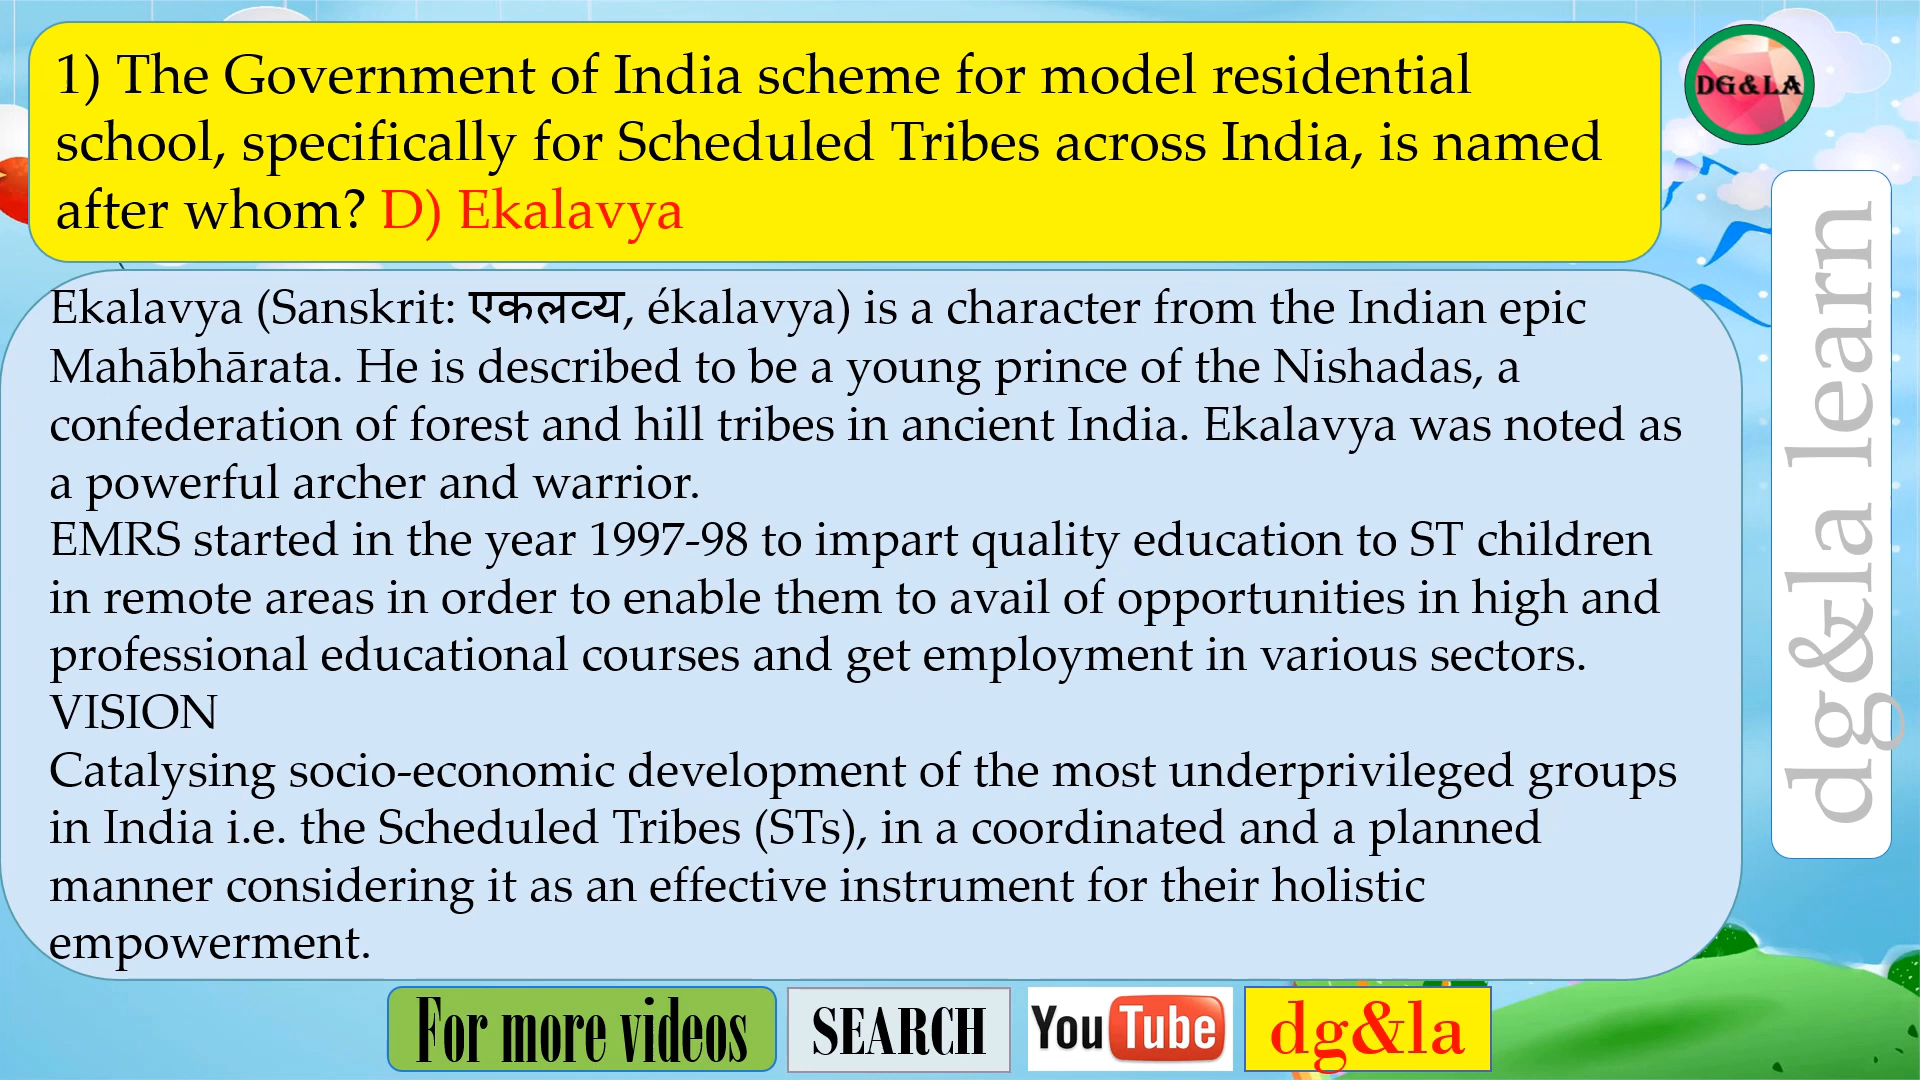 1) The Government of India scheme for model residential
school, specifically for Scheduled Tribes across India, is named
after whom? D) Ekalavya
DG&LA
Ekalavya (Sanskrit: एकलव्य, ékalavya) is a character from the Indian epic
Mahābhārata. He is described to be a young prince of the Nishadas, a
confederation of forest and hill tribes in ancient India. Ekalavya was noted as
a powerful archer and warrior.
EMRS started in the year 1997-98 to impart quality education to ST children
in remote areas in order to enable them to avail of opportunities in high and
professional educational courses and get employment in various sectors.
VISION
Catalysing socio-economic development of the most underprivileged groups
in India i.e. the Scheduled Tribes (STs), in a coordinated and a planned
manner considering it as an effective instrument for their holistic
empowerment.
dg&la learn
For more videos
SEARCH
YouTube
dg&la